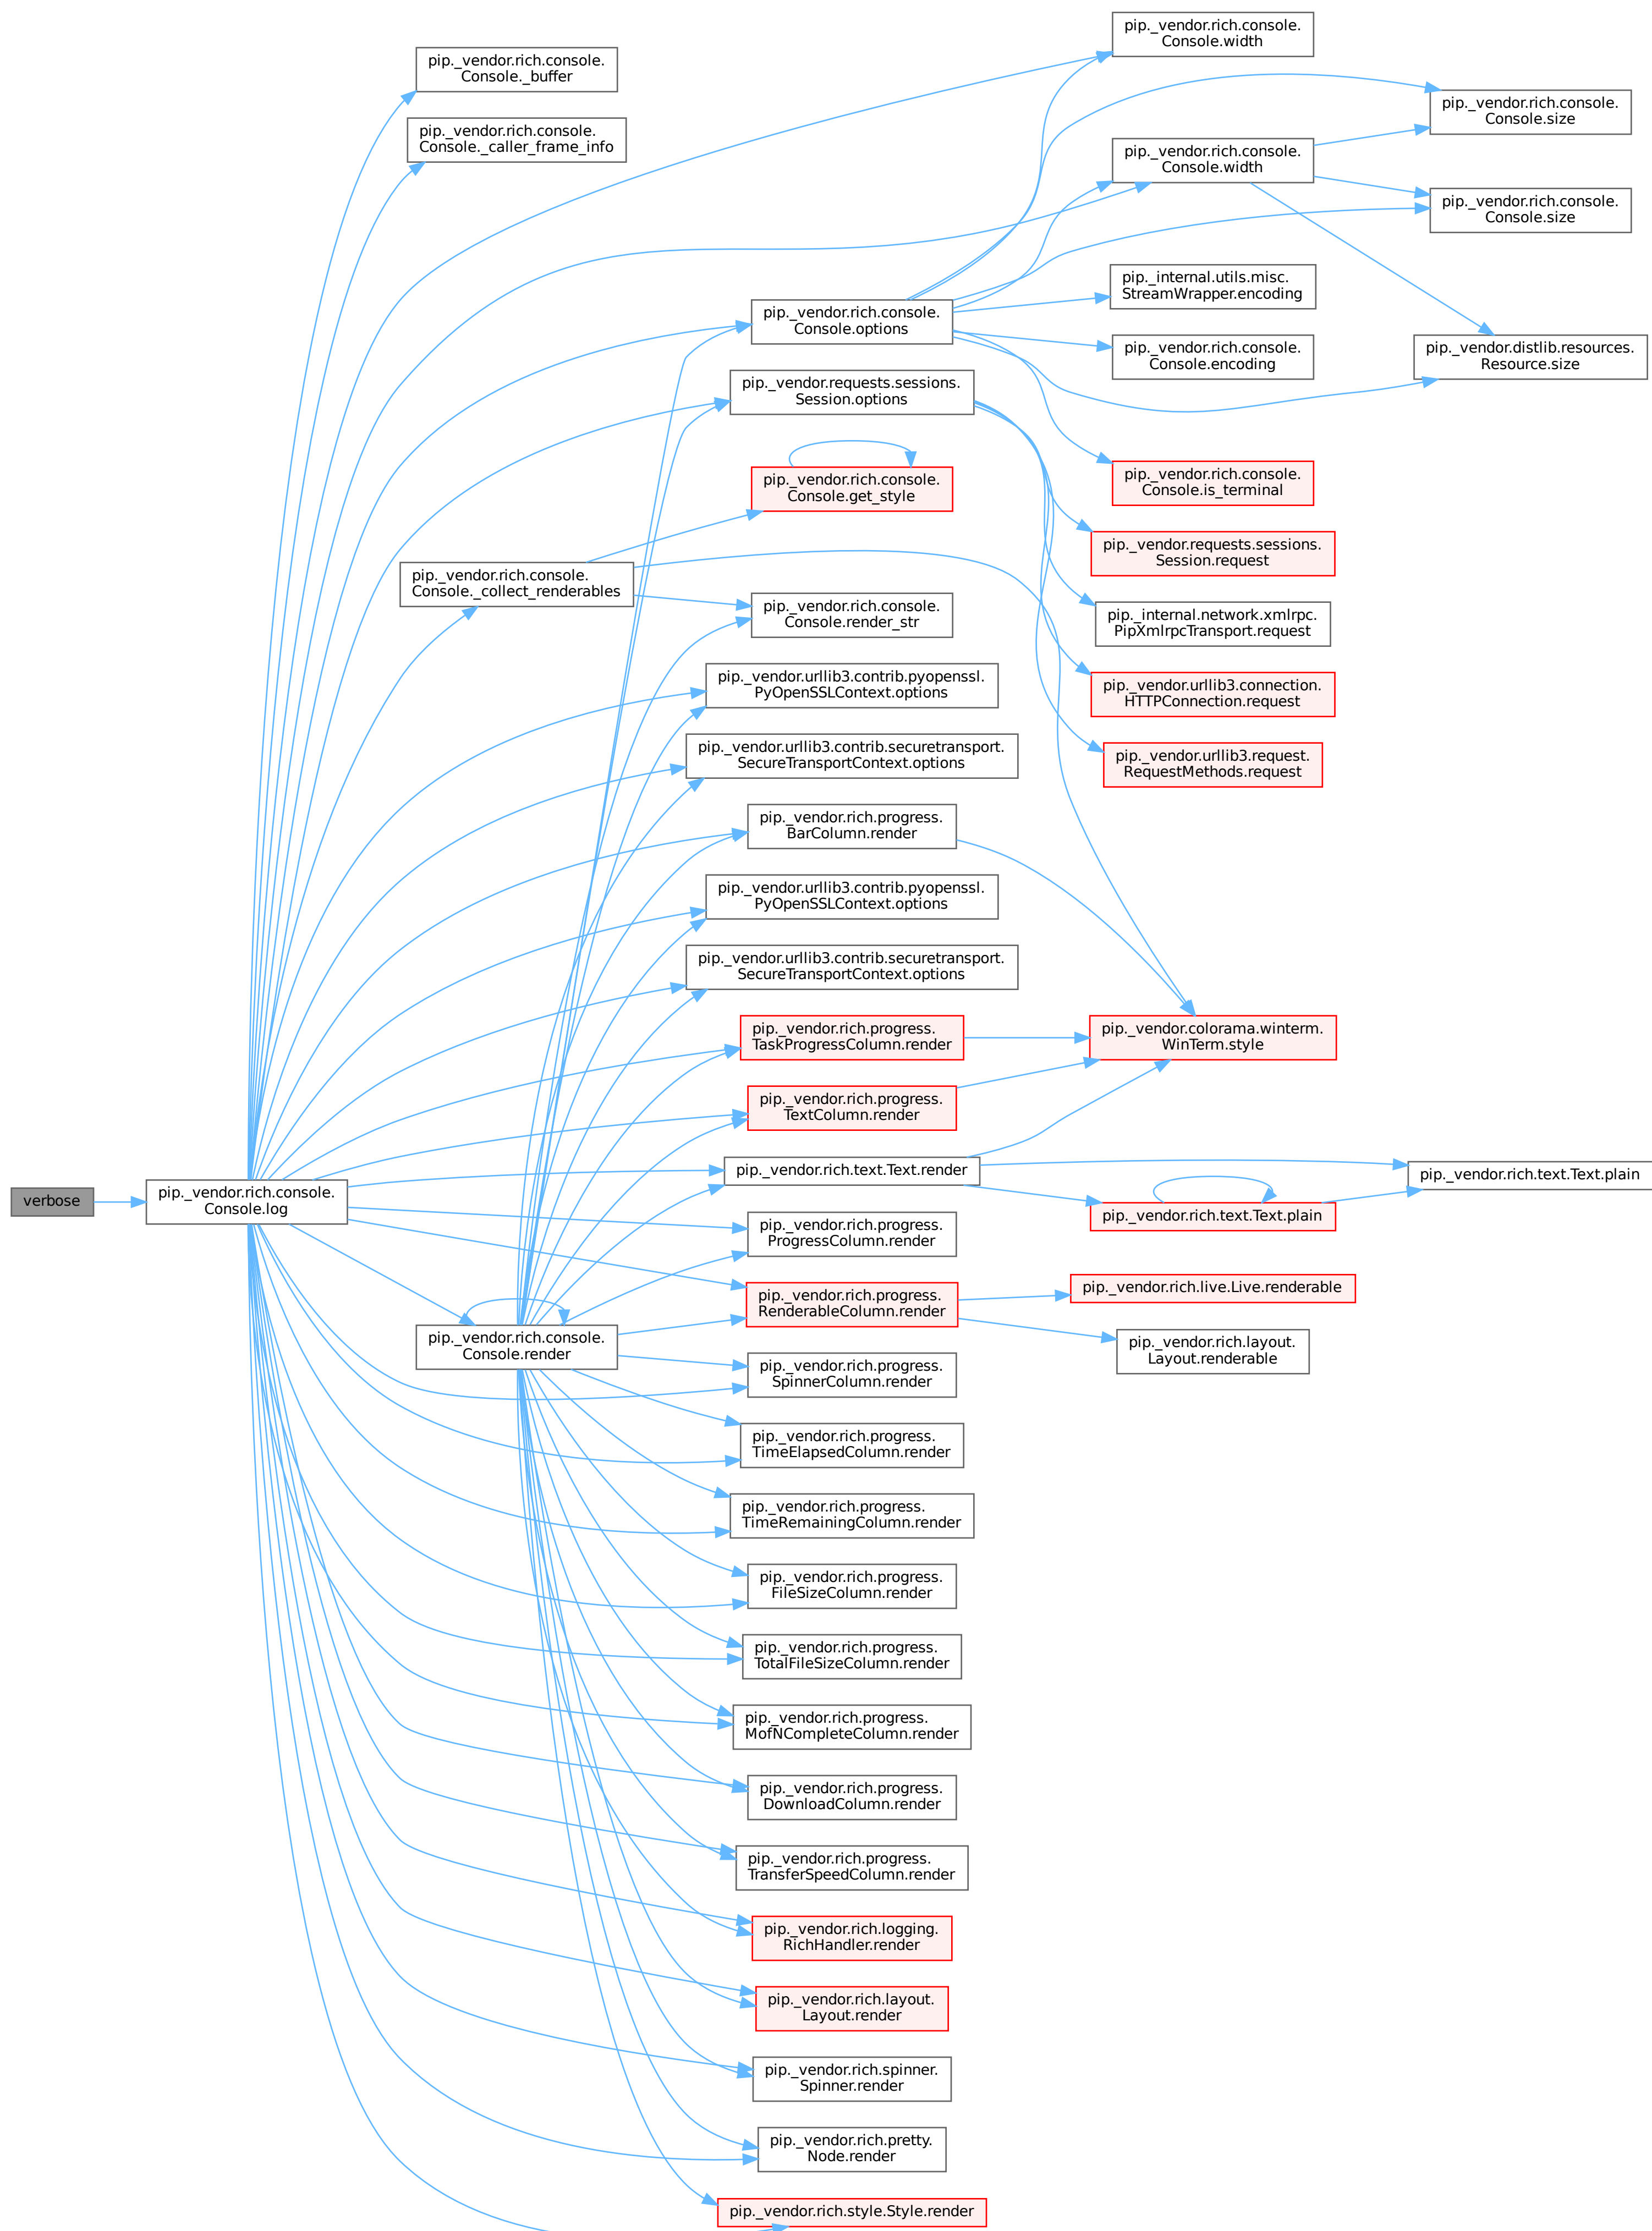 verbose
pip._vendor.rich.console.
Console.log
pip._vendor.rich.console.
Console._buffer
pip._vendor.rich.console.
Console._caller_frame_info
pip._vendor.rich.console.
Console._collect_renderables
pip._vendor.rich.console.
Console.render
pip._vendor.rich.console.
Console.options
pip._vendor.requests.sessions.
Session.options
pip._vendor.rich.console.
Console.get_style
pip._vendor.rich.console.
Console.render_str
pip._vendor.urllib3.contrib.pyopenssl.
PyOpenSSLContext.options
pip._vendor.urllib3.contrib.securetransport.
SecureTransportContext.options
pip._vendor.rich.progress.
BarColumn.render
pip._vendor.urllib3.contrib.pyopenssl.
PyOpenSSLContext.options
pip._vendor.urllib3.contrib.securetransport.
SecureTransportContext.options
pip._vendor.rich.progress.
TaskProgressColumn.render
pip._vendor.rich.progress.
TextColumn.render
pip._vendor.rich.text.Text.render
pip._vendor.rich.progress.
ProgressColumn.render
pip._vendor.rich.progress.
RenderableColumn.render
pip._vendor.rich.progress.
SpinnerColumn.render
pip._vendor.rich.progress.
TimeElapsedColumn.render
pip._vendor.rich.progress.
TimeRemainingColumn.render
pip._vendor.rich.progress.
FileSizeColumn.render
pip._vendor.rich.progress.
TotalFileSizeColumn.render
pip._vendor.rich.progress.
MofNCompleteColumn.render
pip._vendor.rich.progress.
DownloadColumn.render
pip._vendor.rich.progress.
TransferSpeedColumn.render
pip._vendor.rich.logging.
RichHandler.render
pip._vendor.rich.layout.
Layout.render
pip._vendor.rich.spinner.
Spinner.render
pip._vendor.rich.pretty.
Node.render
pip._vendor.rich.style.Style.render
pip._vendor.rich.console.
Console.width
pip._vendor.rich.console.
Console.width
pip._internal.utils.misc.
StreamWrapper.encoding
pip._vendor.rich.console.
Console.encoding
pip._vendor.rich.console.
Console.is_terminal
pip._vendor.requests.sessions.
Session.request
pip._internal.network.xmlrpc.
PipXmlrpcTransport.request
pip._vendor.urllib3.connection.
HTTPConnection.request
pip._vendor.urllib3.request.
RequestMethods.request
pip._vendor.colorama.winterm.
WinTerm.style
pip._vendor.rich.text.Text.plain
pip._vendor.rich.live.Live.renderable
pip._vendor.rich.layout.
Layout.renderable
pip._vendor.rich.console.
Console.size
pip._vendor.rich.console.
Console.size
pip._vendor.distlib.resources.
Resource.size
pip._vendor.rich.text.Text.plain